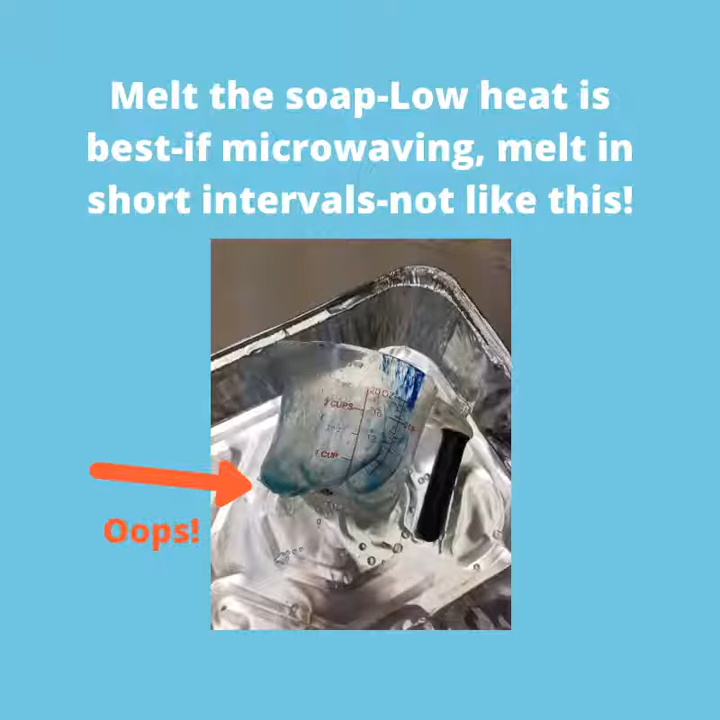 Melt the soap-Low heat is
best-if microwaving, melt in
short intervals-not like this!
2 CUPS
1 CUP
Oops!